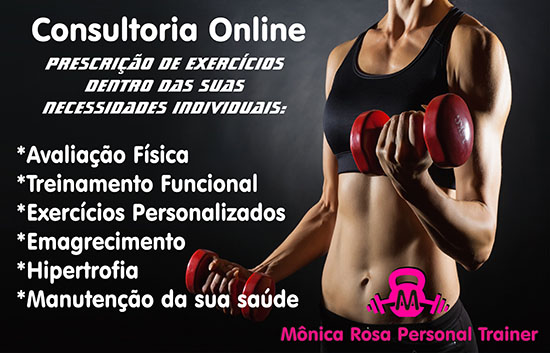 Consultoria Online
PRESCRIÇÃO DE EXERCÍCIOS
DENTRO DAS SUAS
NECESSIDADES INDIVIDUAIS:
*Avaliação Física
*Treinamento Funcional
*Exercícios Personalizados
*Emagrecimento
*Hipertrofia
*Manutenção da sua saúde
M
Mônica Rosa Personal Trainer